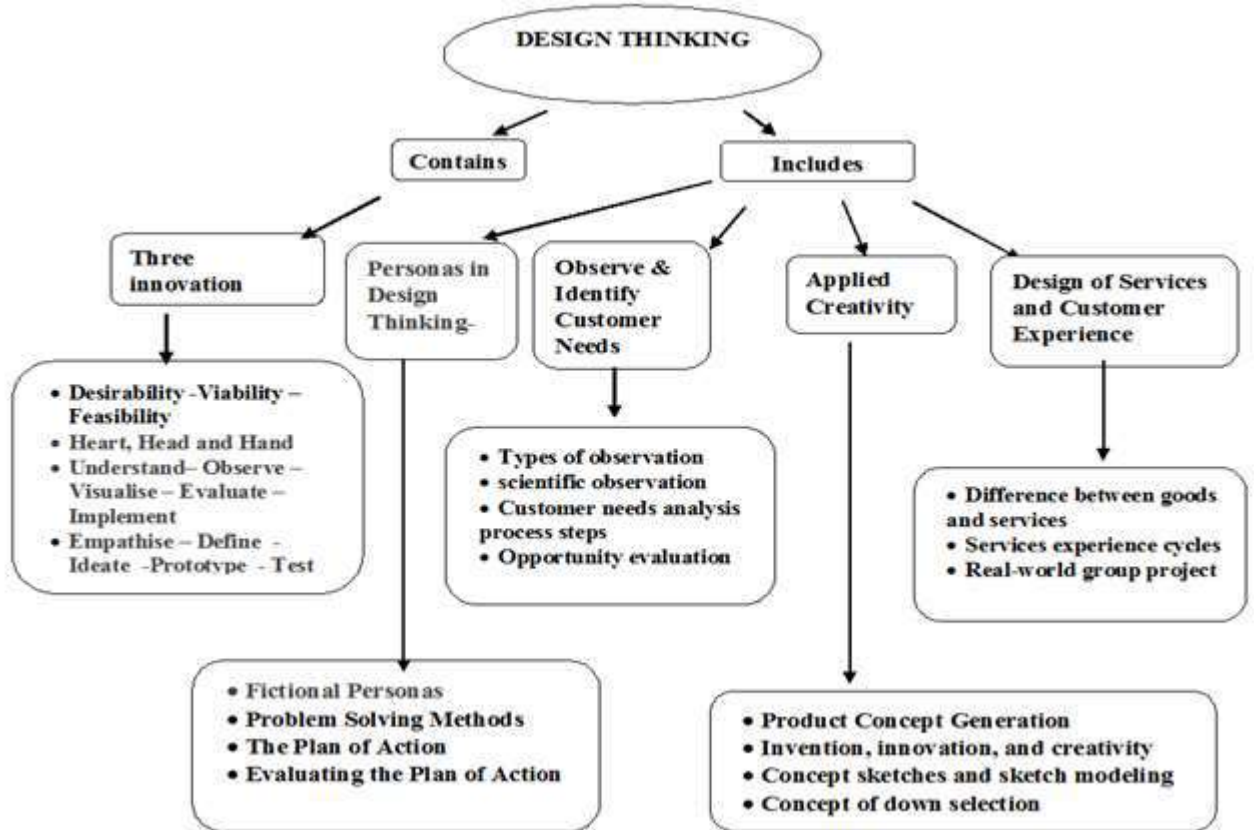 DESIGN THINKING
Contains
Includes
Three
innovation
Personas in
Design
Thinking-
Observe &
Identify
Customer
Needs
Applied
Creativity
Design of Services
and Customer
Experience
• Desirability -Viability –
Feasibility
• Heart, Head and Hand
• Understand– Observe –
Visualise – Evaluate –
Implement
• Empathise – Define -
Ideate -Prototype - Test
• Types of observation
• scientific observation
• Customer needs analysis
process steps
• Opportunity evaluation
• Difference between goods
and services
• Services experience cycles
• Real-world group project
• Fictional Personas
• Problem Solving Methods
• The Plan of Action
• Evaluating the Plan of Action
• Product Concept Generation
• Invention, innovation, and creativity
• Concept sketches and sketch modeling
• Concept of down selection